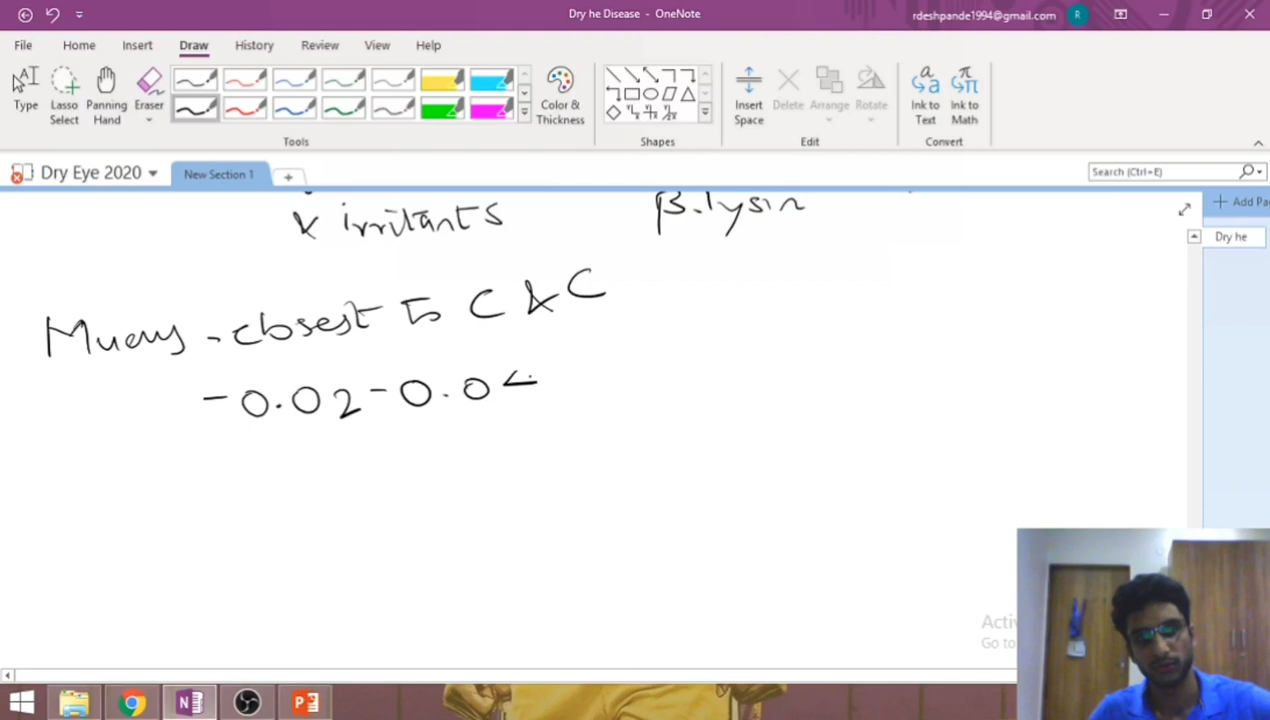 Dry he Disease - OneNote
rdeshpande1994@gmail.com R
File Home Insert Draw History Review View Help
Type
Lasso Select
Panning Hand
Eraser
Color & Thickness
Insert Space
Delete
Arrange
Rotate
Ink to Text
Ink to Math
Tools Shapes Edit Convert
Dry Eye 2020 New Section 1 Search (Ctrl+E)
Add Pa
Dry he
& irritants β.lysin
- closest to C & C
- 0.02 - 0.0
Activ
Go to